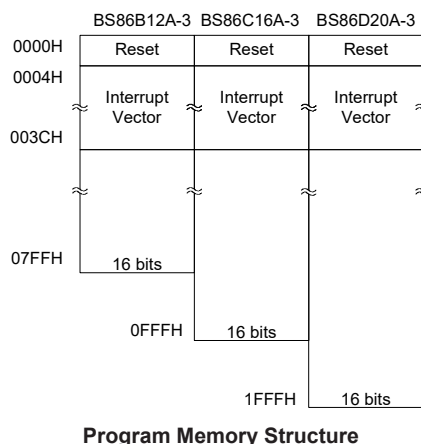 BS86B12A-3 BS86C16A-3 BS86D20A-3
0000H Reset Reset Reset
0004H
Interrupt Vector Interrupt Vector Interrupt Vector
003CH
07FFH 16 bits
0FFFH 16 bits
1FFFH 16 bits
Program Memory Structure